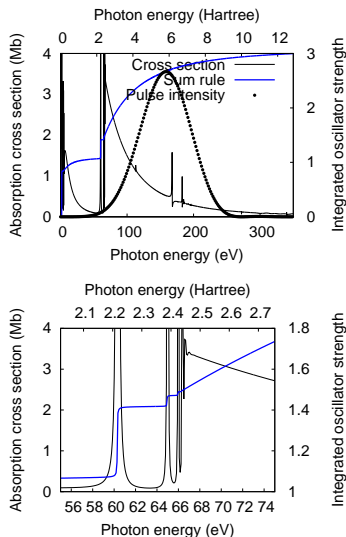 Photon energy (Hartree)
0 2 4 6 8 10 12
Absorption cross section (Mb)
4
3
2
1
0
Cross section
Sum rule
Pulse intensity
3
2
1
0
Integrated oscillator strength
0 100 200 300
Photon energy (eV)
Photon energy (Hartree)
2.1 2.2 2.3 2.4 2.5 2.6 2.7
Absorption cross section (Mb)
4
3
2
1
0
1.8
1.6
1.4
1.2
1
Integrated oscillator strength
56 58 60 62 64 66 68 70 72 74
Photon energy (eV)